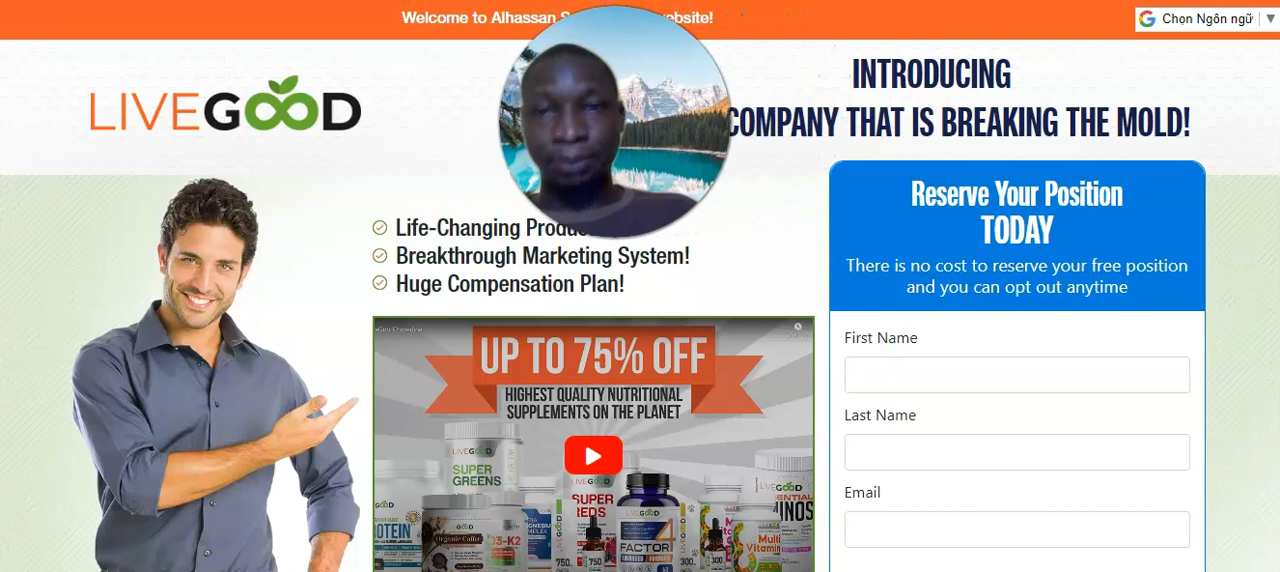 Welcome to Alhassan
website!
Chọn Ngôn ngữ
LIVEGOOD
INTRODUCING
COMPANY THAT IS BREAKING THE MOLD!
Reserve Your Position
TODAY
There is no cost to reserve your free position
and you can opt out anytime
Life-Changing
Breakthrough Marketing System!
Huge Compensation Plan!
First Name
Last Name
Email
UP TO 75% OFF
HIGHEST QUALITY NUTRITIONAL
SUPPLEMENTS ON THE PLANET
LIVEGOOD
SUPER
GREENS
Organic Coffee
D3-K2
FACTOR4
Multi
Vitamin